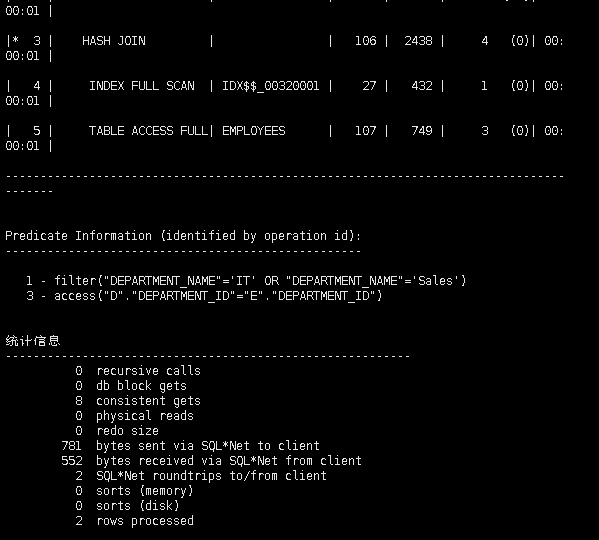 00:01 |
|*  3 |    HASH JOIN         |                |   106 |  2438 |     4   (0)| 00:
00:01 |
|   4 |     INDEX FULL SCAN  | IDX$$_00320001 |    27 |   432 |     1   (0)| 00:
00:01 |
|   5 |     TABLE ACCESS FULL| EMPLOYEES      |   107 |   749 |     3   (0)| 00:
00:01 |
--------------------------------------------------------------------------------
-------
Predicate Information (identified by operation id):
---------------------------------------------------
   1 - filter("DEPARTMENT_NAME"='IT' OR "DEPARTMENT_NAME"='Sales')
   3 - access("D"."DEPARTMENT_ID"="E"."DEPARTMENT_ID")
统计信息
----------------------------------------------------------
          0  recursive calls
          0  db block gets
          8  consistent gets
          0  physical reads
          0  redo size
        781  bytes sent via SQL*Net to client
        552  bytes received via SQL*Net from client
          2  SQL*Net roundtrips to/from client
          0  sorts (memory)
          0  sorts (disk)
          2  rows processed